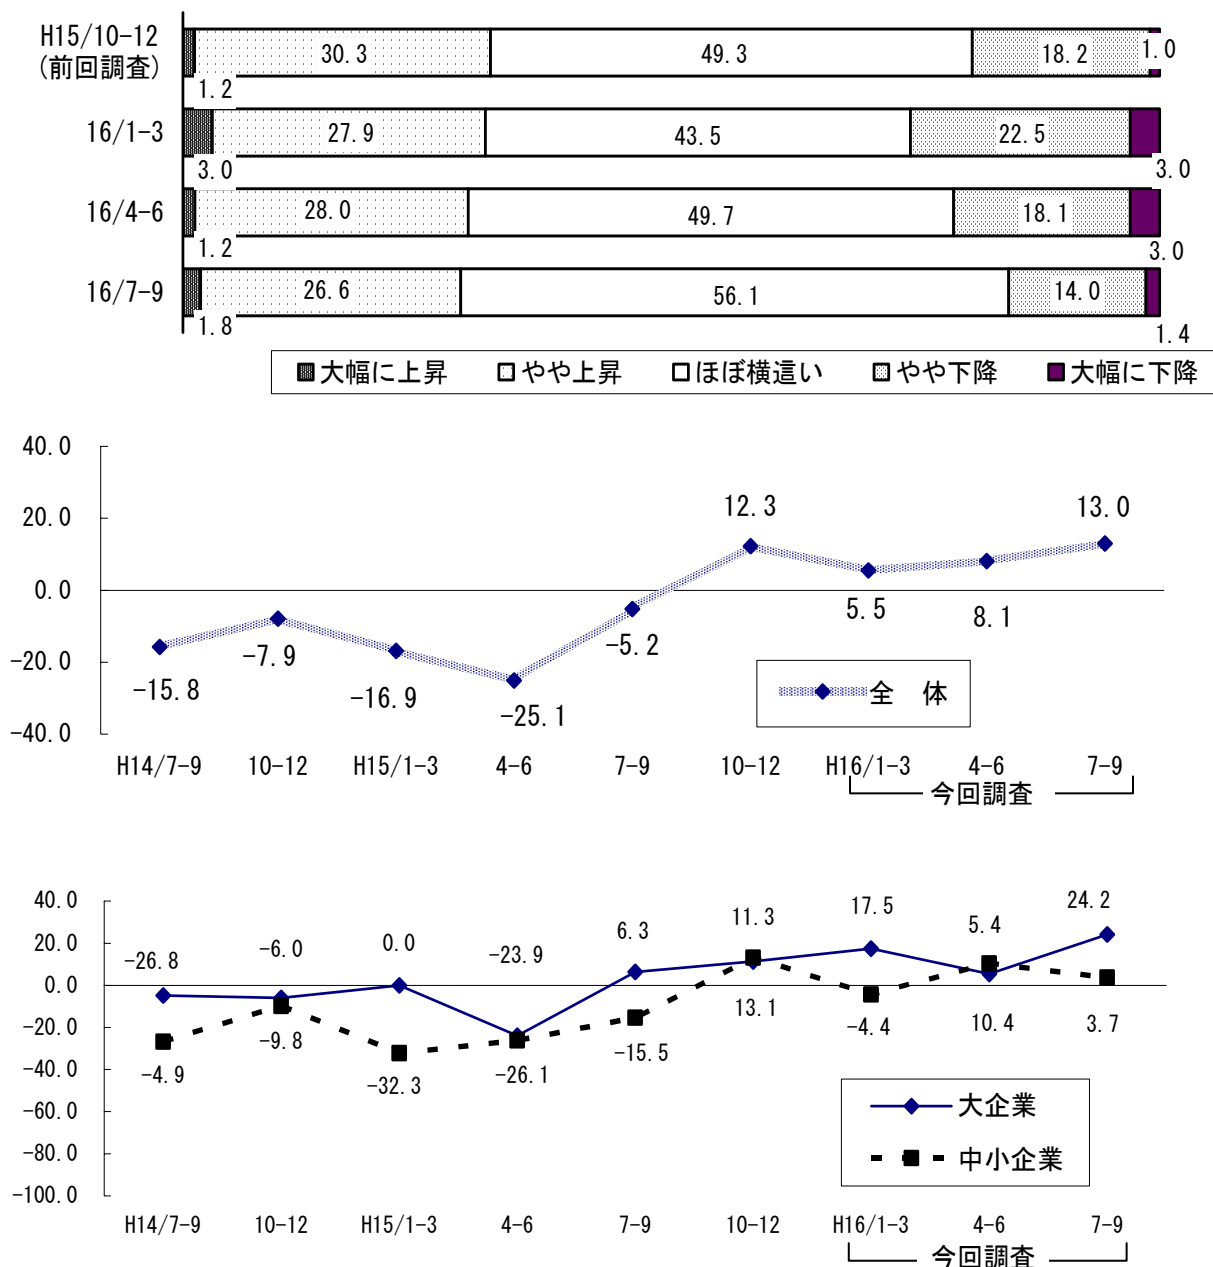 H15/10-12 30.3 49.3 18.2 1.0
(前回調査) 1.2
16/1-3 27.9 43.5 22.5
3.0 3.0
16/4-6 28.0 49.7 18.1
1.2 3.0
16/7-9 26.6 56.1 14.0
1.8 1.4
大幅に上昇 やや上昇 ほぼ横這い やや下降 大幅に下降
40.0
20.0
0.0
-20.0
-40.0
12.3 13.0
5.5 8.1
-15.8 -7.9 -16.9 -25.1 -5.2
全 体
H14/7-9 10-12 H15/1-3 4-6 7-9 10-12 H16/1-3 4-6 7-9
今回調査
40.0
20.0
0.0
-20.0
-40.0
-60.0
-80.0
-100.0
-26.8 -6.0 0.0 -23.9 6.3 11.3 17.5 5.4 24.2
-4.9 -9.8 -32.3 -26.1 -15.5 13.1 -4.4 10.4 3.7
大企業
中小企業
H14/7-9 10-12 H15/1-3 4-6 7-9 10-12 H16/1-3 4-6 7-9
今回調査